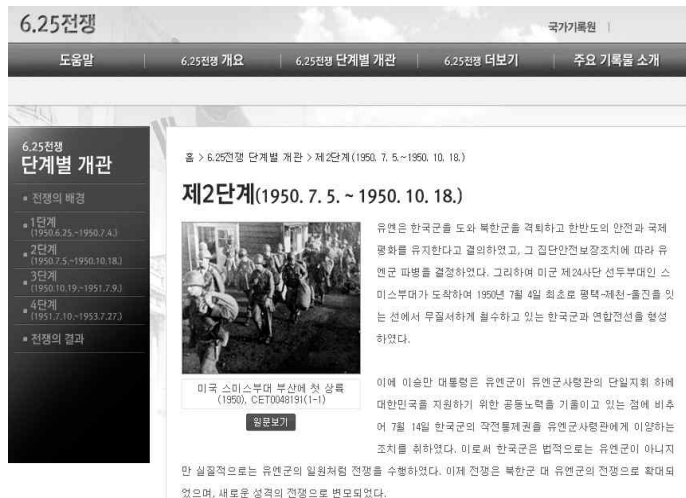 6.25전쟁
국가기록원
도움말
6.25전쟁 개요
6.25전쟁 단계별 개관
6.25전쟁 더보기
주요 기록물 소개
6.25전쟁
단계별 개관
전쟁의 배경
1단계
(1950.6.25.~1950.7.4.)
2단계
(1950.7.5.~1950.10.18.)
3단계
(1950.10.19.~1951.7.9.)
4단계
(1951.7.10.~1953.7.27.)
전쟁의 결과
홈 > 6.25전쟁 단계별 개관 > 제2단계(1950. 7. 5.~1950. 10. 18.)
제2단계(1950. 7. 5. ~ 1950. 10. 18.)
미국 스미스부대 부산에 첫 상륙
(1950), CET0048191(1-1)
원문보기
유엔은 한국군을 도와 북한군을 격퇴하고 한반도의 안전과 국제
평화를 유지한다고 결의하였고, 그 집단안전보장조치에 따라 유
엔군 파병을 결정하였다. 그리하여 미군 제24사단 선두부대인 스
미스부대가 도착하여 1950년 7월 4일 최초로 평택-제천-울진을 잇
는 선에서 무질서하게 철수하고 있는 한국군과 연합전선을 형성
하였다.
이에 이승만 대통령은 유엔군이 유엔군사령관의 단일지휘 하에
대한민국을 지원하기 위한 공동노력을 기울이고 있는 점에 비추
어 7월 14일 한국군의 작전통제권을 유엔군사령관에게 이양하는
조치를 취하였다. 이로써 한국군은 법적으로는 유엔군이 아니지
만 실질적으로는 유엔군의 일원처럼 전쟁을 수행하였다. 이제 전쟁은 북한군 대 유엔군의 전쟁으로 확대되
었으며, 새로운 성격의 전쟁으로 변모되었다.